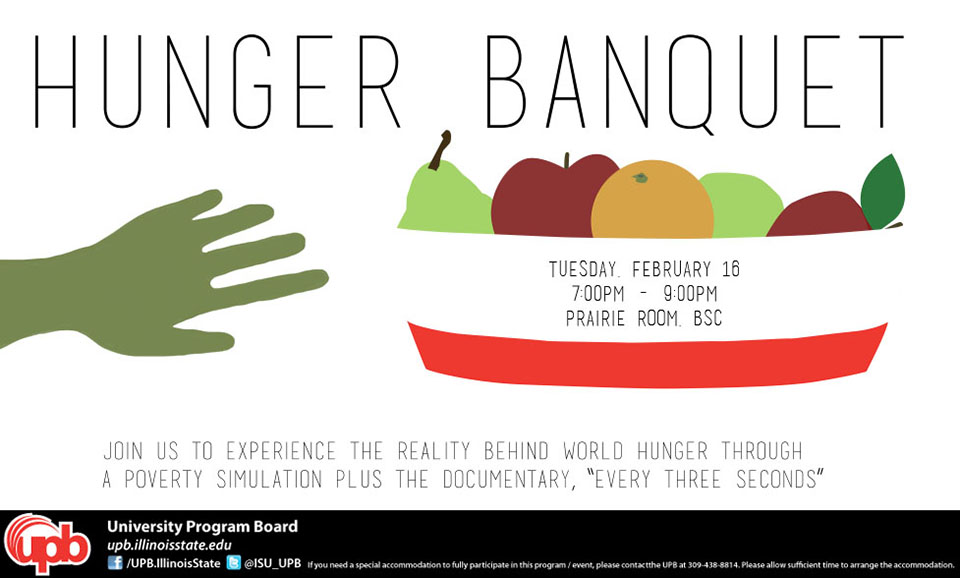 HUNGER BANQUET
TUESDAY, FEBRUARY 16
7:00PM - 9:00PM
PRAIRIE ROOM, BSC
JOIN US TO EXPERIENCE THE REALITY BEHIND WORLD HUNGER THROUGH
A POVERTY SIMULATION PLUS THE DOCUMENTARY, "EVERY THREE SECONDS"
upb
University Program Board
upb.illinoisstate.edu
f /UPB.IllinoisState @ISU_UPB If you need a special accommodation to fully participate in this program / event, please contactthe UPB at 309-438-8814. Please allow sufficient time to arrange the accommodation.